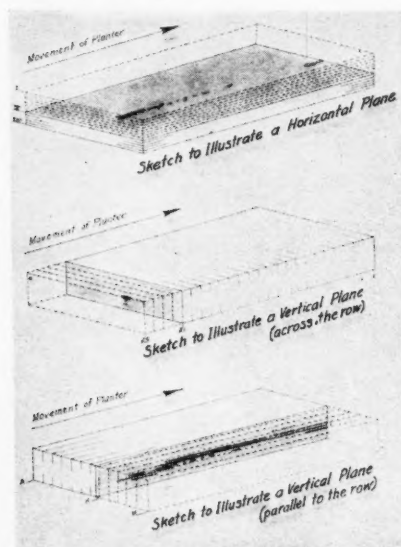 Movement of Planter
Sketch to Illustrate a Horizontal Plane
Movement of Planter
Sketch to Illustrate a Vertical Plane
(across the row)
Movement of Planter
Sketch to Illustrate a Vertical Plane
(parallel to the row)